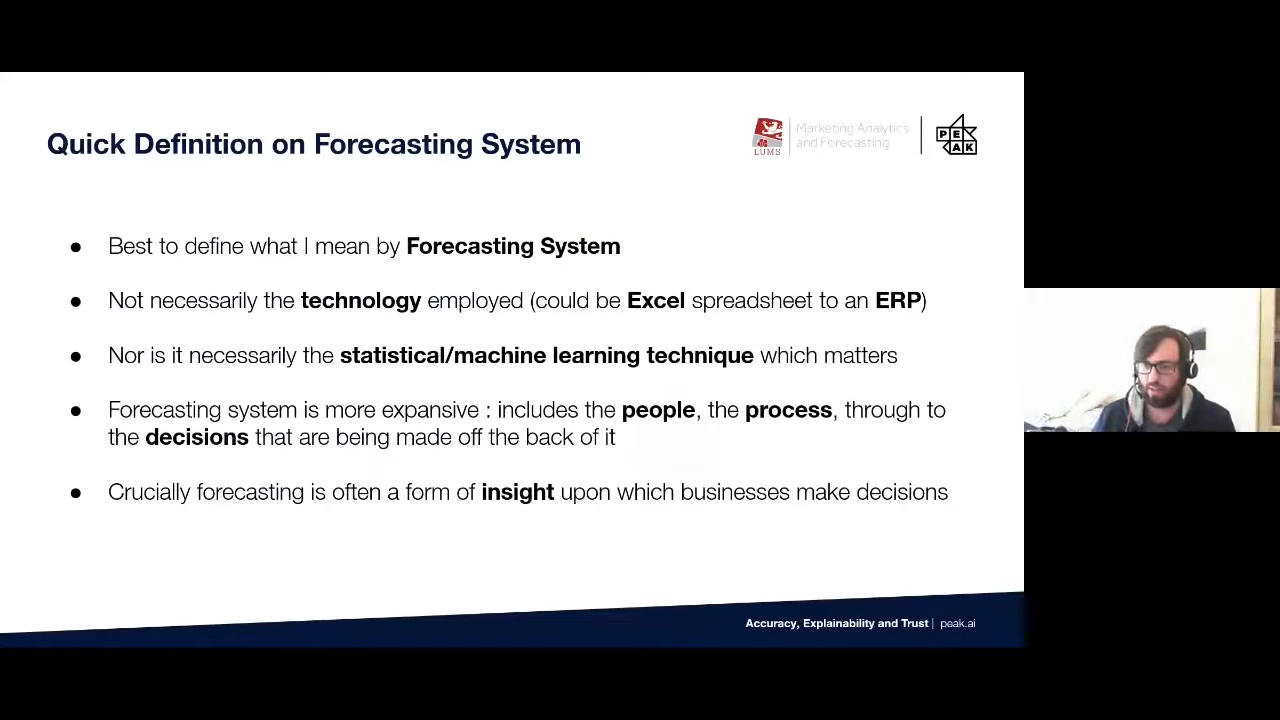 Quick Definition on Forecasting System
LUMS
Marketing Analytics
and Forecasting
PE
AK
● Best to define what I mean by Forecasting System
● Not necessarily the technology employed (could be Excel spreadsheet to an ERP)
● Nor is it necessarily the statistical/machine learning technique which matters
● Forecasting system is more expansive : includes the people, the process, through to
the decisions that are being made off the back of it
● Crucially forecasting is often a form of insight upon which businesses make decisions
Accuracy, Explainability and Trust | peak.ai